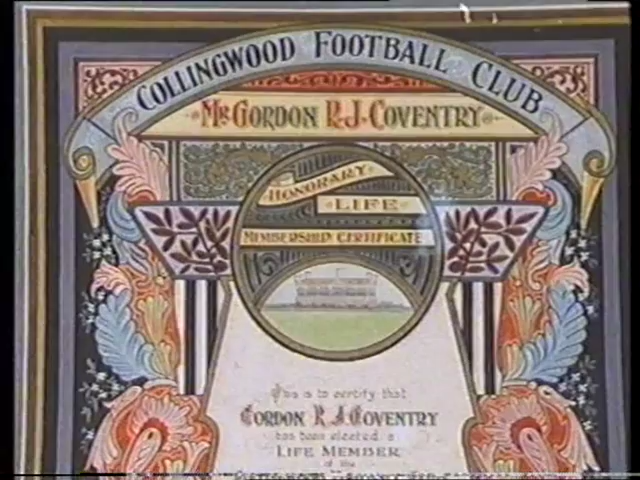 COLLINGWOOD FOOTBALL CLUB
MR GORDON R.J. COVENTRY
HONORARY
LIFE
MEMBERSHIP CERTIFICATE
This is to certify that
GORDON R J COVENTRY
has been elected a
LIFE MEMBER
of the